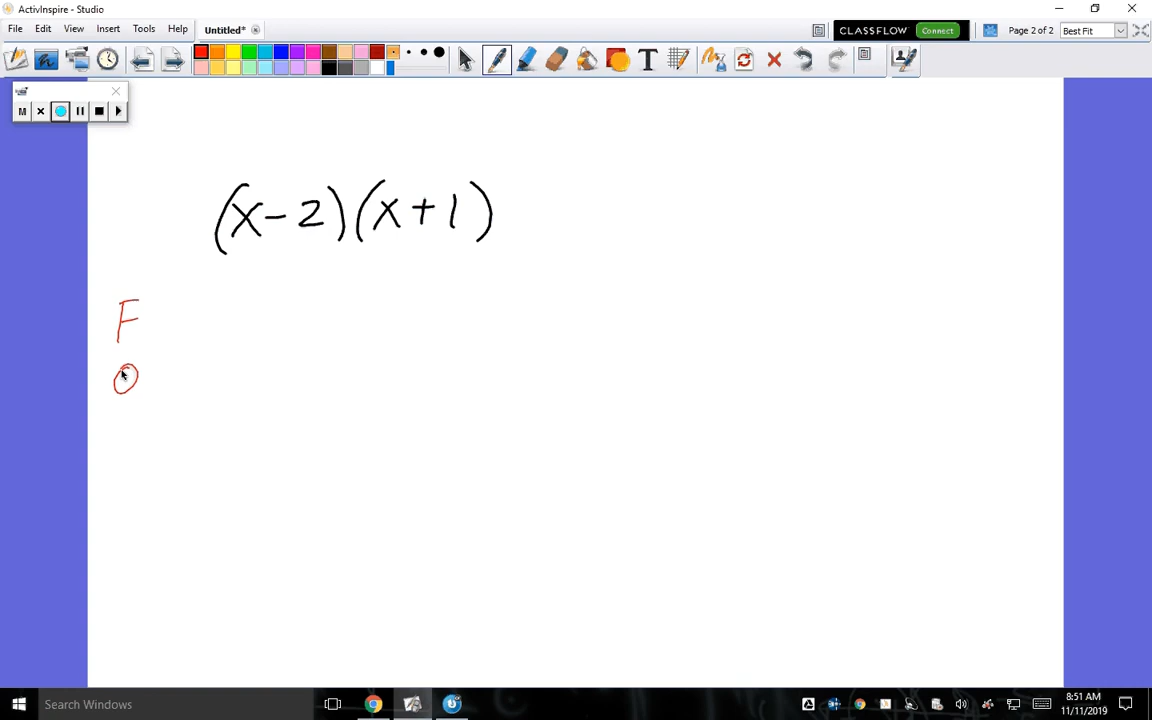 ActivInspire - Studio
File Edit View Insert Tools Help Untitled*
CLASSFLOW Connect Page 2 of 2 Best Fit
M
T
(x-2)(x+1)
F
O
Search Windows
8:51 AM
11/11/2019